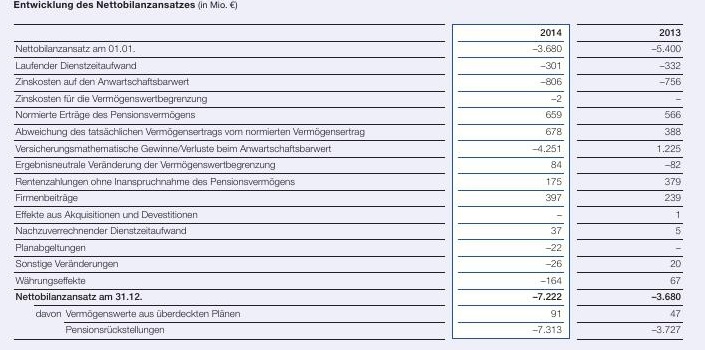 Entwicklung des Nettobilanzansatzes (in Mio. €)
2014 2013
Nettobilanzansatz am 01.01. –3.680 –5.400
Laufender Dienstzeitaufwand –301 –332
Zinskosten auf den Anwartschaftsbarwert –806 –756
Zinskosten für die Vermögenswertbegrenzung –2 –
Normierte Erträge des Pensionsvermögens 659 566
Abweichung des tatsächlichen Vermögensertrags vom normierten Vermögensertrag 678 388
Versicherungsmathematische Gewinne/Verluste beim Anwartschaftsbarwert –4.251 1.225
Ergebnisneutrale Veränderung der Vermögenswertbegrenzung 84 –82
Rentenzahlungen ohne Inanspruchnahme des Pensionsvermögens 175 379
Firmenbeiträge 397 239
Effekte aus Akquisitionen und Devestitionen – 1
Nachzuverrechnender Dienstzeitaufwand 37 5
Planabgeltungen –22 –
Sonstige Veränderungen –26 20
Währungseffekte –164 67
Nettobilanzansatz am 31.12. –7.222 –3.680
davon Vermögenswerte aus überdeckten Plänen 91 47
Pensionsrückstellungen –7.313 –3.727